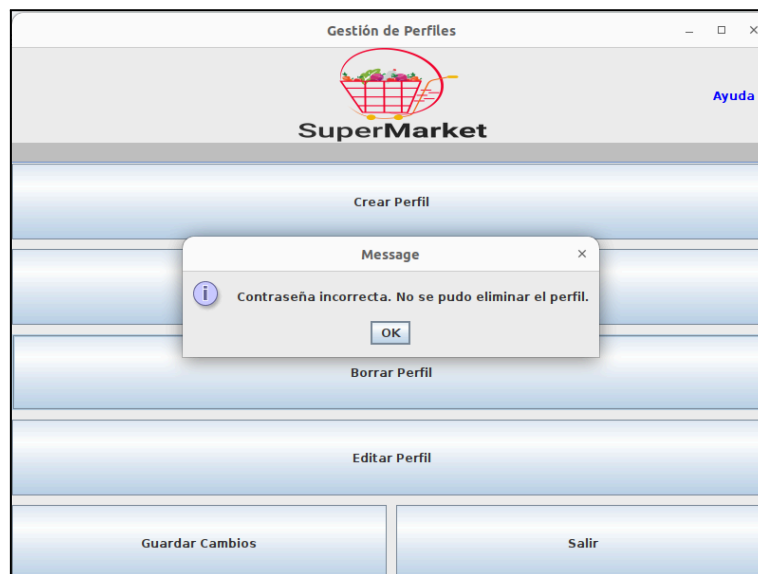 Gestión de Perfiles
Ayuda
SuperMarket
Crear Perfil
Message
Contraseña incorrecta. No se pudo eliminar el perfil.
OK
Borrar Perfil
Editar Perfil
Guardar Cambios
Salir